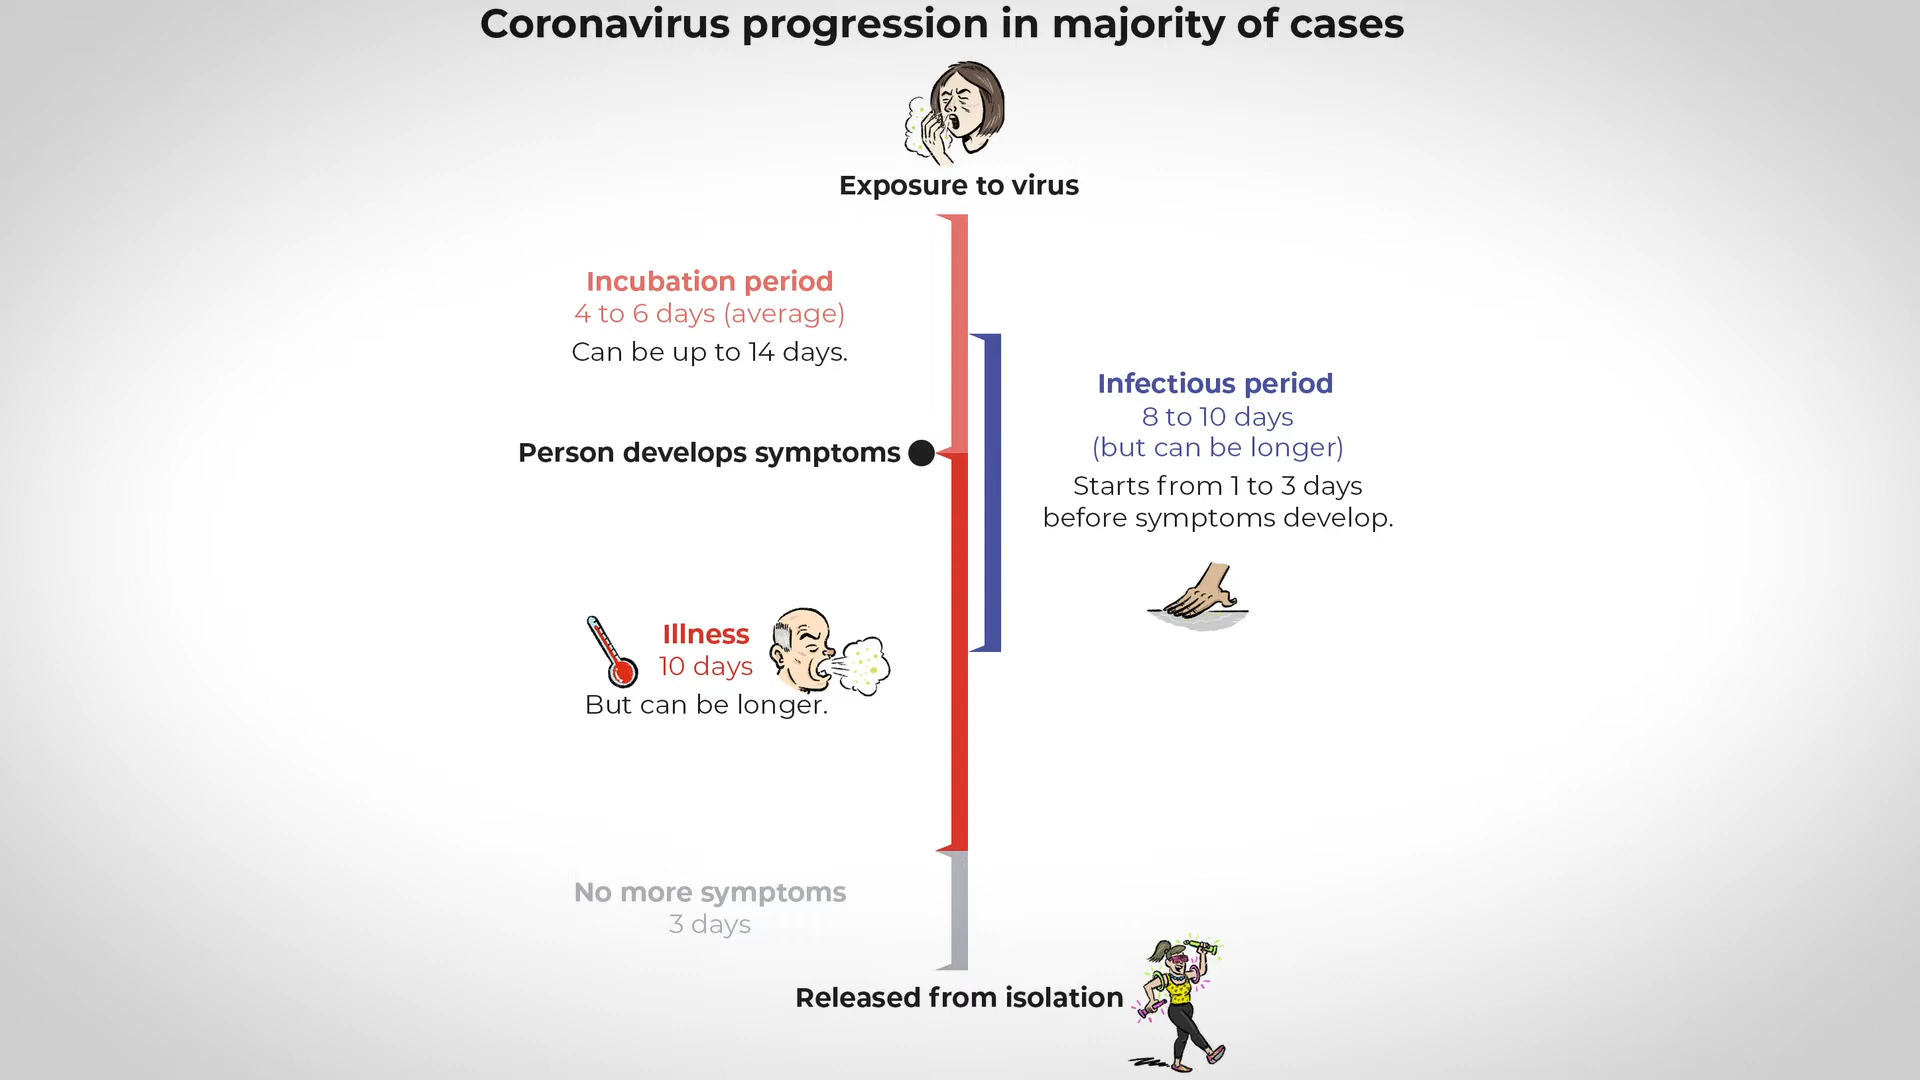 Coronavirus progression in majority of cases
Exposure to virus
Incubation period
4 to 6 days (average)
Can be up to 14 days.
Infectious period
8 to 10 days
(but can be longer)
Starts from 1 to 3 days
before symptoms develop.
Person develops symptoms
Illness
10 days
But can be longer.
No more symptoms
3 days
Released from isolation